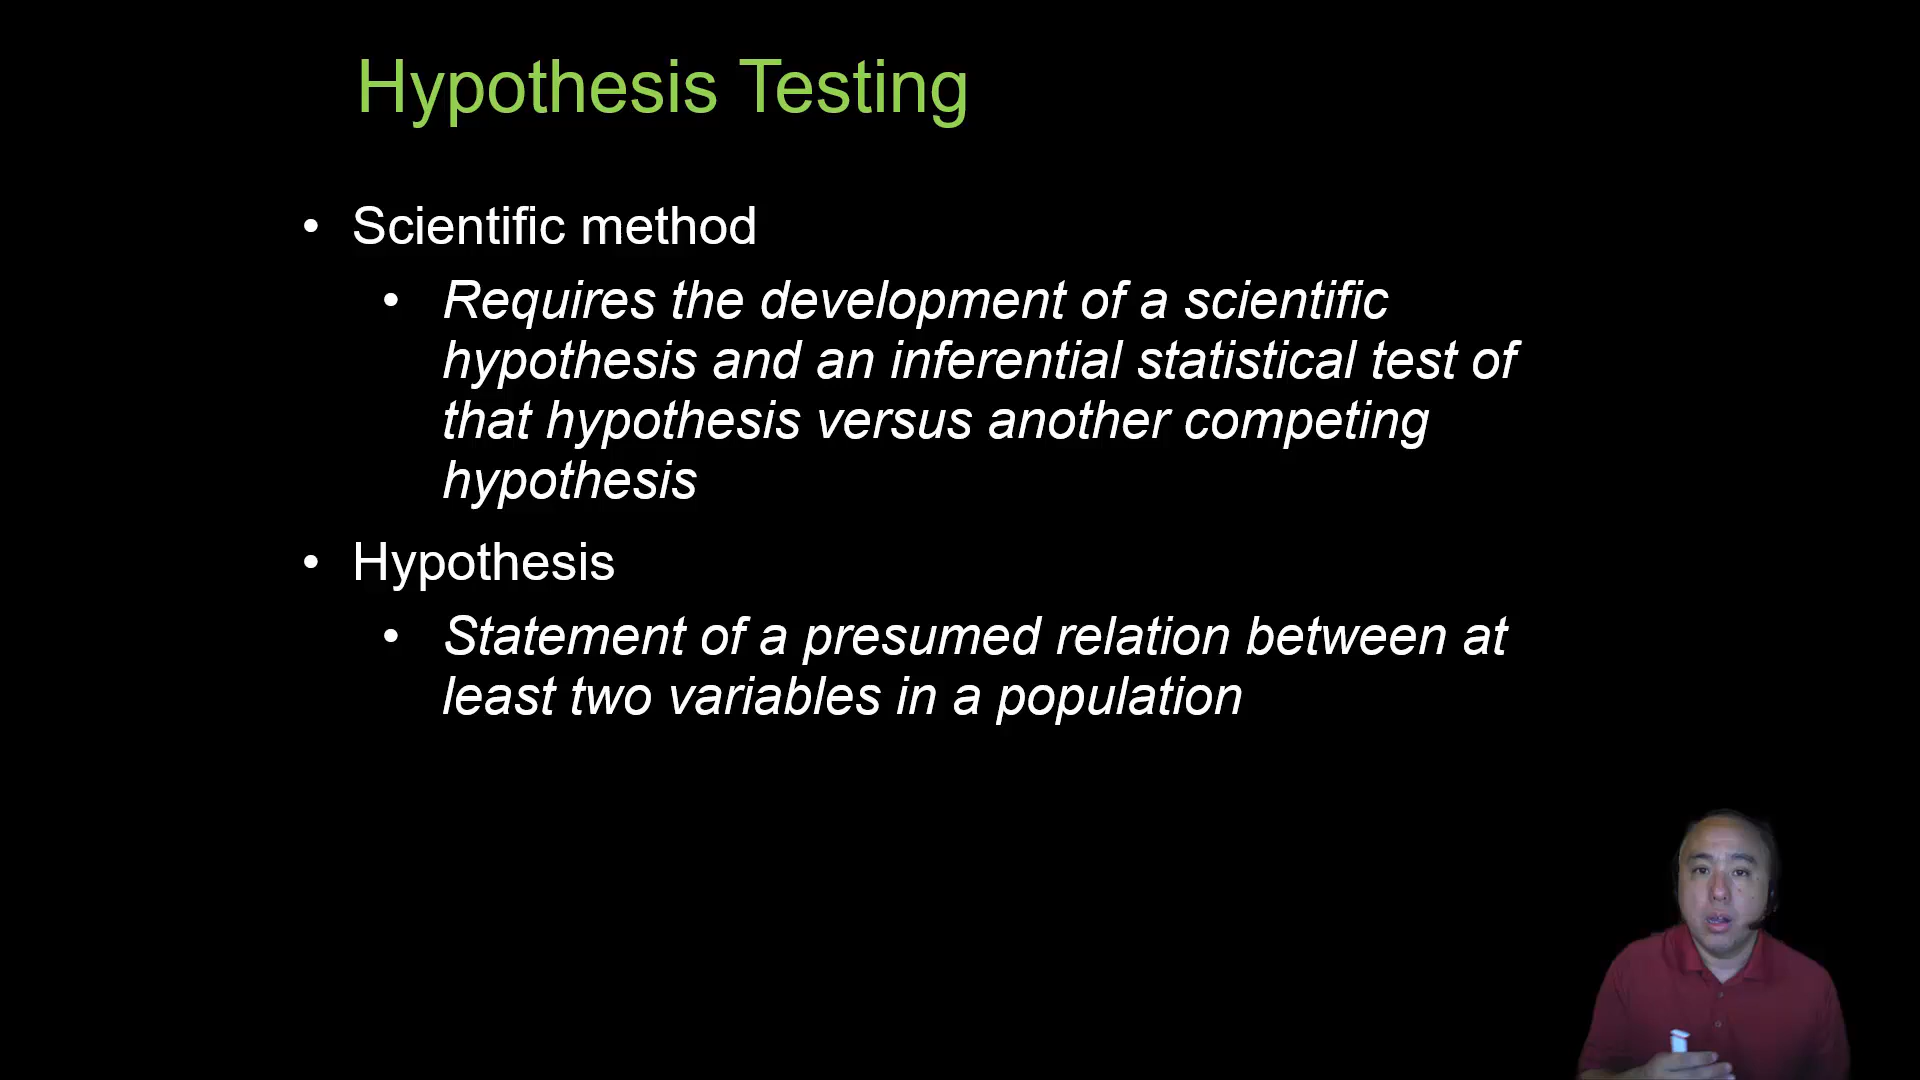 Hypothesis Testing
• Scientific method
• Requires the development of a scientific
hypothesis and an inferential statistical test of
that hypothesis versus another competing
hypothesis
• Hypothesis
• Statement of a presumed relation between at
least two variables in a population